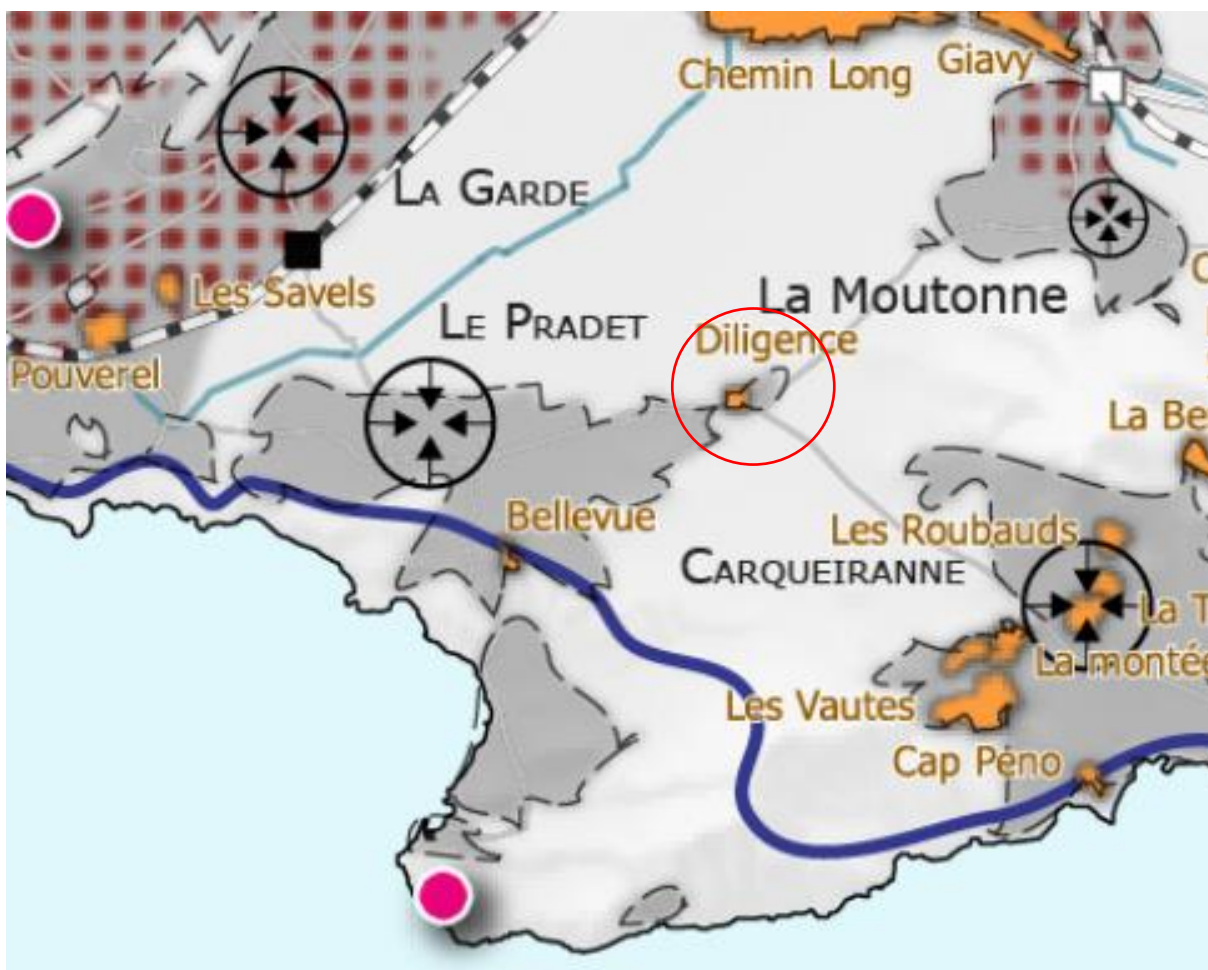 Giavy
Chemin Long
LA GARDE
Les Savels
La Moutonne
LE PRADET
Diligence
Pouverel
La Be
Bellevue
Les Roubauds
CARQUEIRANNE
La T
La montée
Les Vautes
Cap Péno